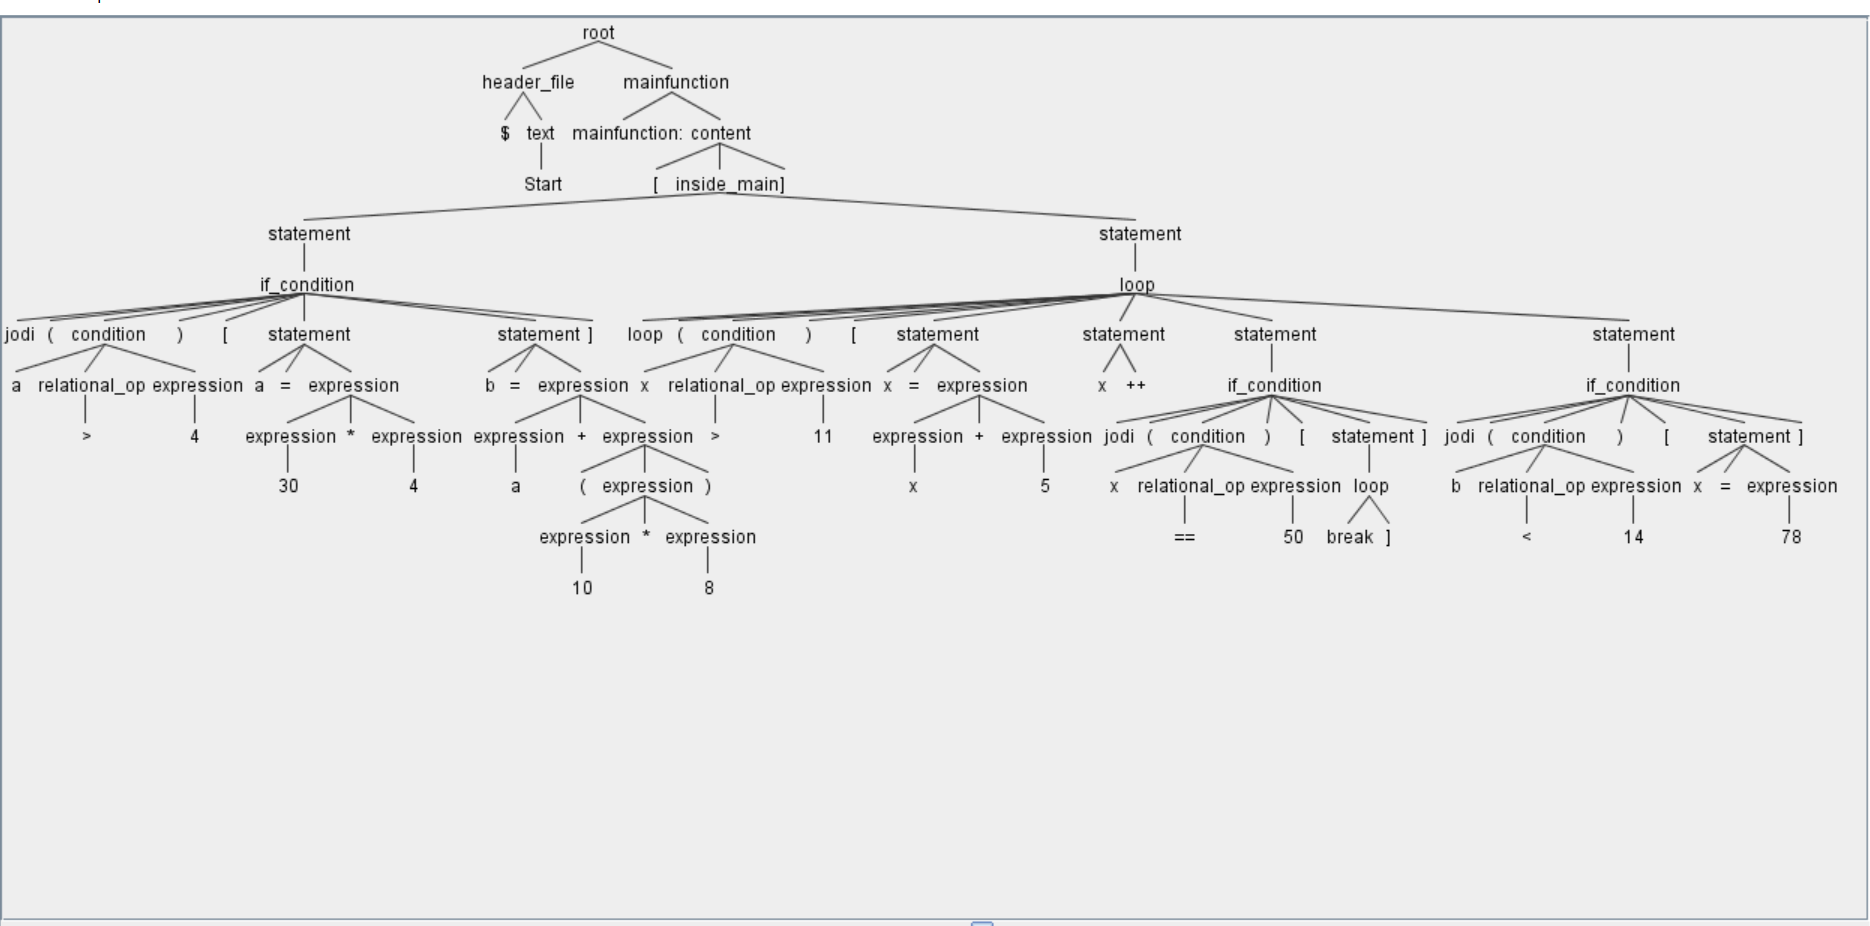 root
header_file mainfunction
$ text mainfunction: content
Start [ inside_main]
statement statement
if_condition loop
jodi ( condition ) [ statement statement ] loop ( condition ) [ statement statement statement statement
a relational_op expression a = expression b = expression x relational_op expression x = expression x ++ if_condition if_condition
> 4 expression * expression expression + expression > 11 expression + expression jodi ( condition ) [ statement ] jodi ( condition ) [ statement ]
30 4 a ( expression ) x 5 x relational_op expression loop b relational_op expression x = expression
expression * expression == 50 break ] < 14 78
10 8